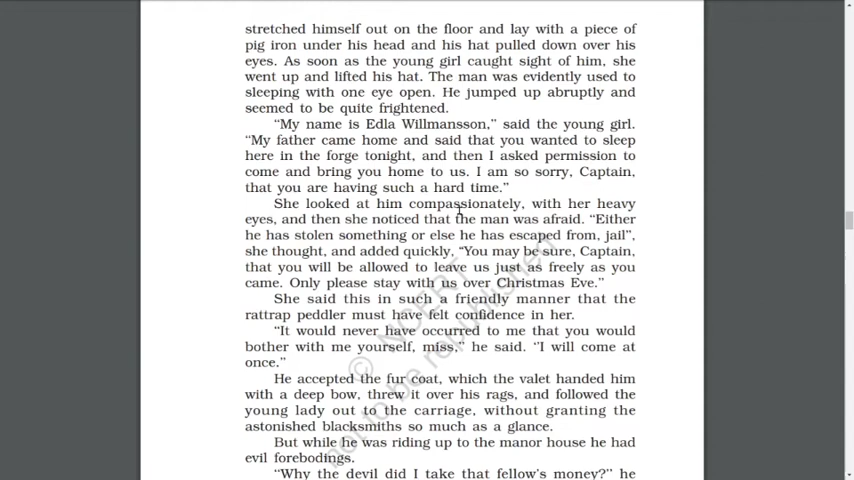 stretched himself out on the floor and lay with a piece of
pig iron under his head and his hat pulled down over his
eyes. As soon as the young girl caught sight of him, she
went up and lifted his hat. The man was evidently used to
sleeping with one eye open. He jumped up abruptly and
seemed to be quite frightened.
“My name is Edla Willmansson,” said the young girl.
“My father came home and said that you wanted to sleep
here in the forge tonight, and then I asked permission to
come and bring you home to us. I am so sorry, Captain,
that you are having such a hard time.”
She looked at him compassionately, with her heavy
eyes, and then she noticed that the man was afraid. “Either
he has stolen something or else he has escaped from, jail”,
she thought, and added quickly, “You may be sure, Captain,
that you will be allowed to leave us just as freely as you
came. Only please stay with us over Christmas Eve.”
She said this in such a friendly manner that the
rattrap peddler must have felt confidence in her.
“It would never have occurred to me that you would
bother with me yourself, miss,” he said. “I will come at
once.”
He accepted the fur coat, which the valet handed him
with a deep bow, threw it over his rags, and followed the
young lady out to the carriage, without granting the
astonished blacksmiths so much as a glance.
But while he was riding up to the manor house he had
evil forebodings.
“Why the devil did I take that fellow’s money?” he
© NCERT
not to be republished